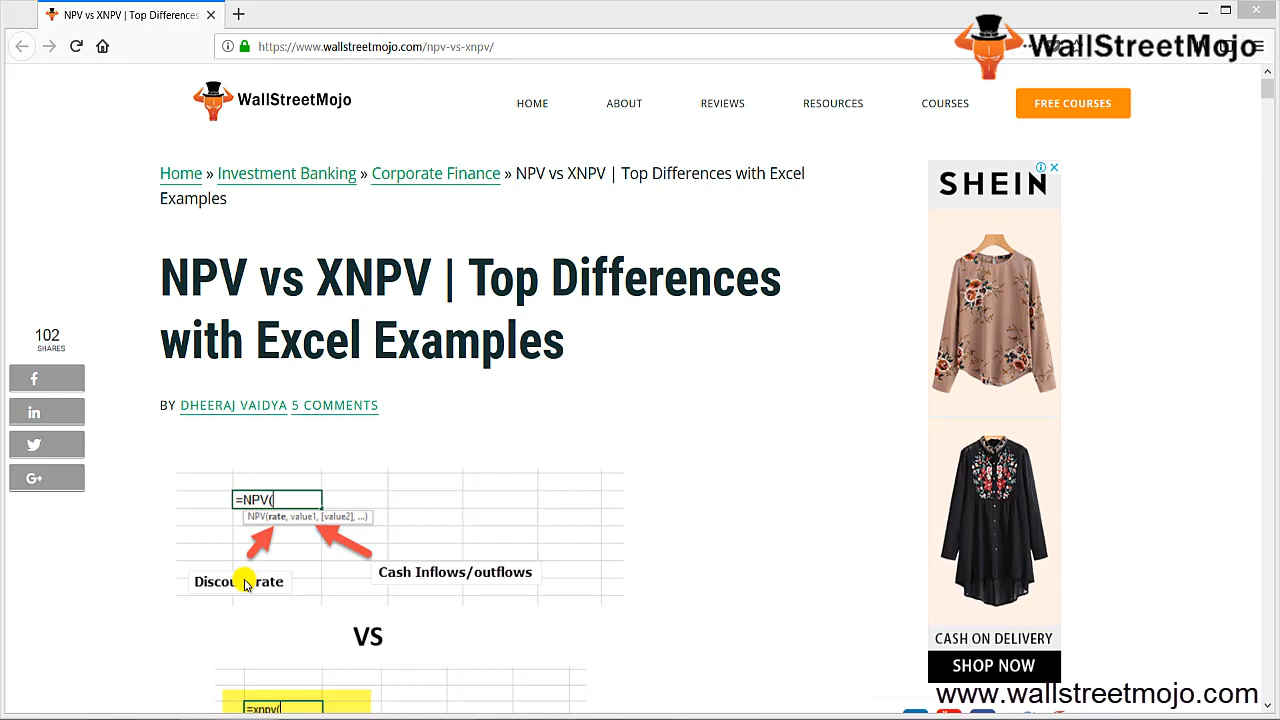 NPV vs XNPV | Top Differences
https://www.wallstreetmojo.com/npv-vs-xnpv/
WallStreetMojo
WallStreetMojo
HOME
ABOUT
REVIEWS
RESOURCES
COURSES
FREE COURSES
Home » Investment Banking » Corporate Finance » NPV vs XNPV | Top Differences with Excel
Examples
NPV vs XNPV | Top Differences
with Excel Examples
102
SHARES
BY DHEERAJ VAIDYA 5 COMMENTS
=NPV(
NPV(rate, value1, [value2], ...)
Cash Inflows/outflows
VS
=xnpv(
SHEIN
CASH ON DELIVERY
SHOP NOW
www.wallstreetmojo.com